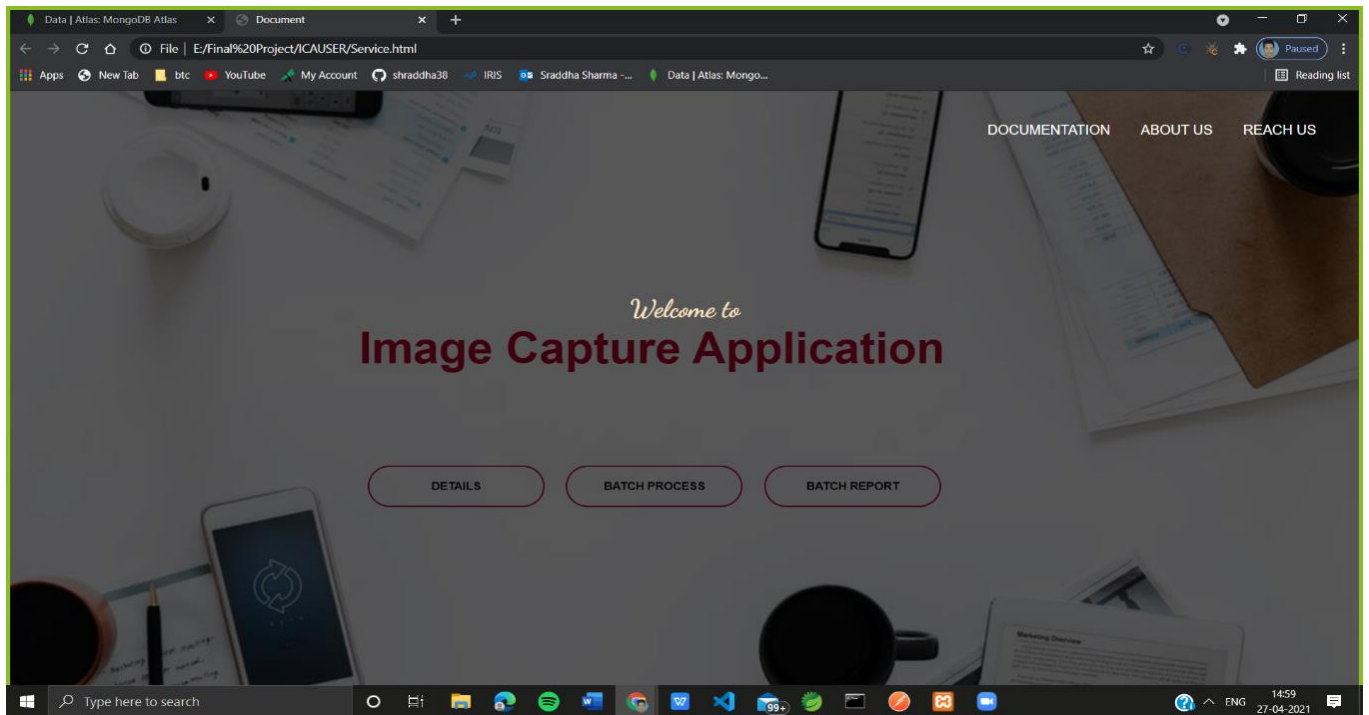 Data | Atlas: MongoDB Atlas
Document
File | E:/Final%20Project/ICAUSER/Service.html
Paused
Apps
New Tab
btc
YouTube
My Account
shraddha38
IRIS
Sraddha Sharma -...
Data | Atlas: Mongo...
Reading list
DOCUMENTATION
ABOUT US
REACH US
Welcome to
Image Capture Application
DETAILS
BATCH PROCESS
BATCH REPORT
Marketing Overview
Type here to search
99+
ENG
14:59
27-04-2021